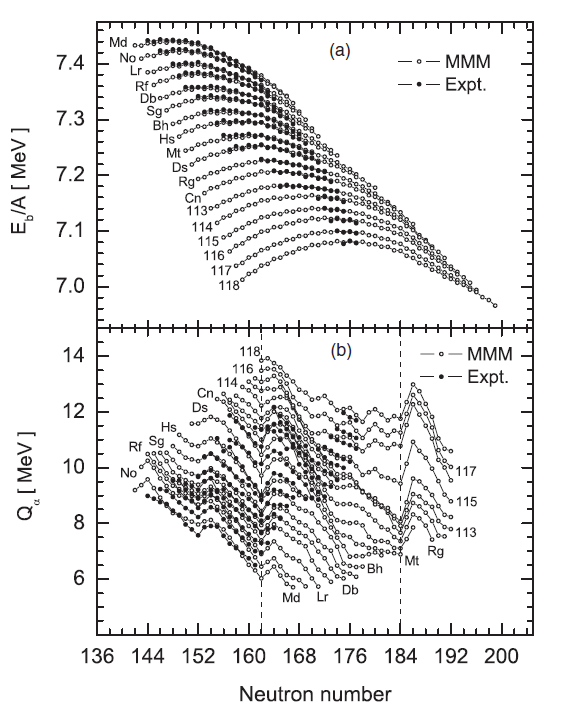 (a)
MMM
Expt.
Md
No
Lr
Rf
Db
Sg
Bh
Hs
Mt
Ds
Rg
Cn
113
114
115
116
117
118
7.4
7.3
7.2
7.1
7.0
E_b/A [ MeV ]
(b)
MMM
Expt.
118
116
114
Cn
Ds
Hs
Rf Sg
No
Md
Lr
Db
Bh
Mt
Rg
117
115
113
14
12
10
8
6
Q_α [ MeV ]
136 144 152 160 168 176 184 192 200
Neutron number